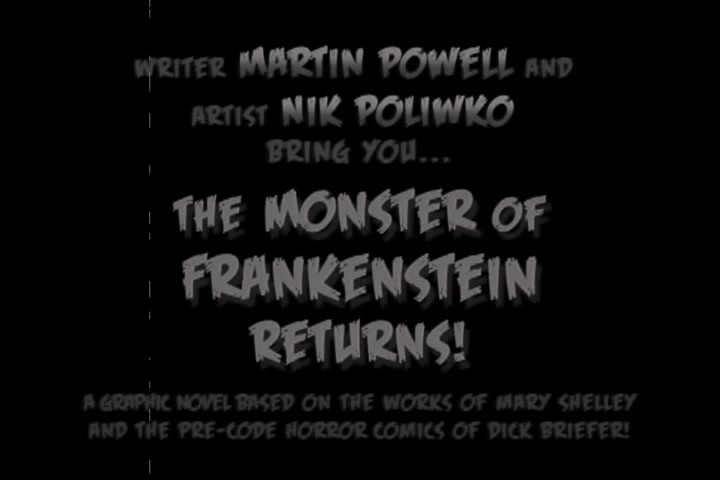 WRITER MARTIN POWELL AND
ARTIST NIK POLIWKO
BRING YOU...
THE MONSTER OF
FRANKENSTEIN
RETURNS!
A GRAPHIC NOVEL BASED ON THE WORKS OF MARY SHELLEY
AND THE PRE-CODE HORROR COMICS OF DICK BRIEFER!